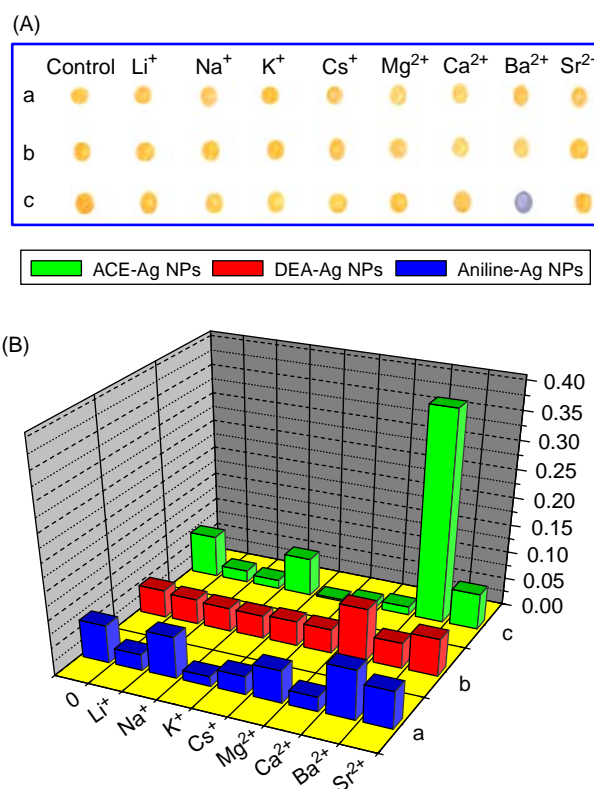 (A)
Control Li⁺ Na⁺ K⁺ Cs⁺ Mg²⁺ Ca²⁺ Ba²⁺ Sr²⁺
a
b
c
ACE-Ag NPs DEA-Ag NPs Aniline-Ag NPs
(B)
0.40
0.35
0.30
0.25
0.20
0.15
0.10
0.05
0.00
c
b
a
0 Li⁺ Na⁺ K⁺ Cs⁺ Mg²⁺ Ca²⁺ Ba²⁺ Sr²⁺